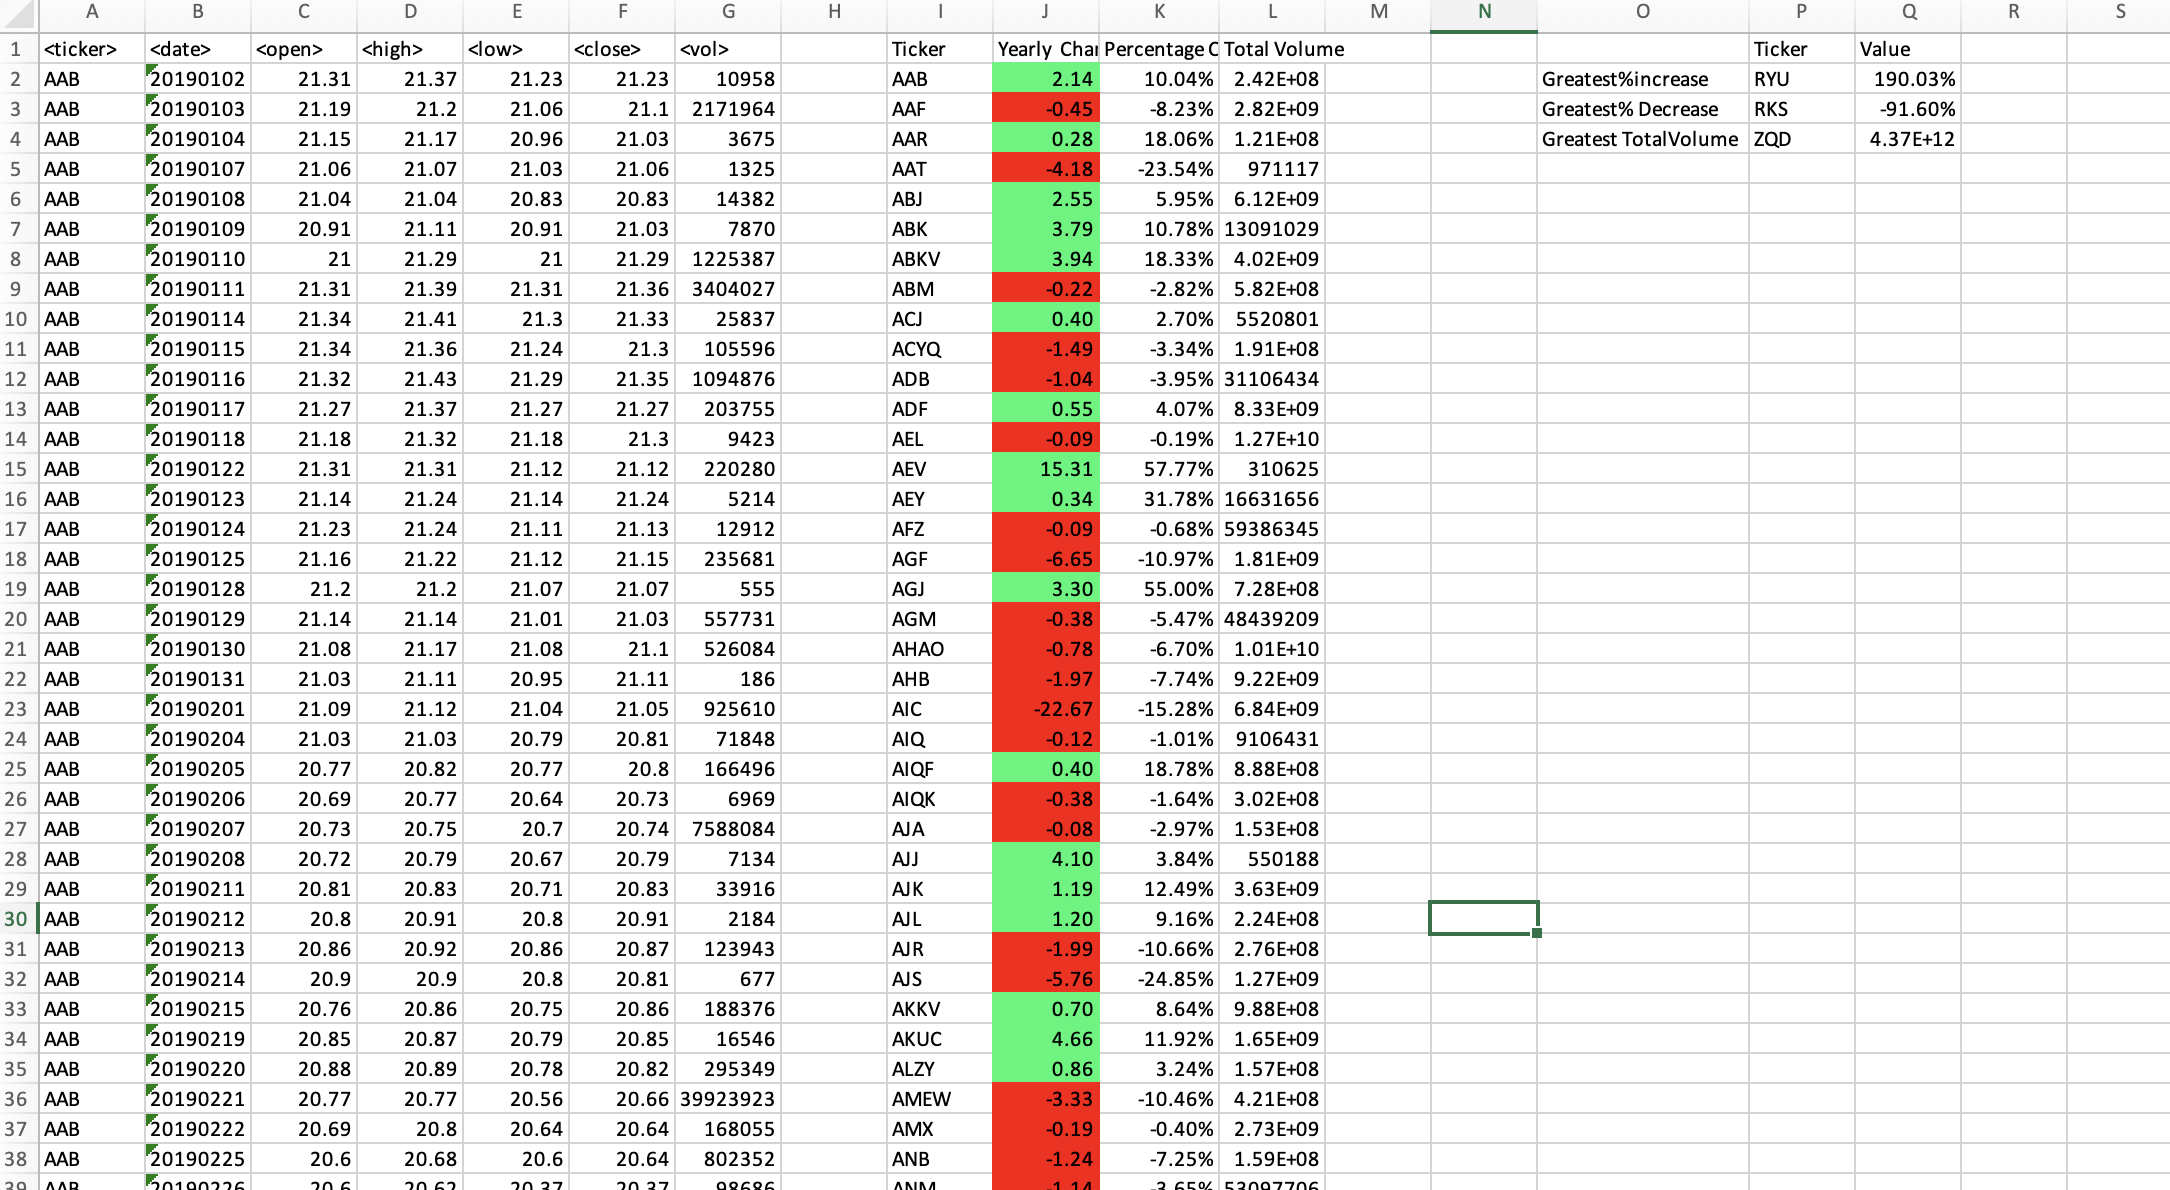 A B C D E F G H I J K L M N O P Q R S
1 <ticker> <date> <open> <high> <low> <close> <vol> Ticker Yearly Char Percentage C Total Volume Ticker Value
2 AAB 20190102 21.31 21.37 21.23 21.23 10958 AAB 2.14 10.04% 2.42E+08 Greatest%increase RYU 190.03%
3 AAB 20190103 21.19 21.2 21.06 21.1 2171964 AAF -0.45 -8.23% 2.82E+09 Greatest% Decrease RKS -91.60%
4 AAB 20190104 21.15 21.17 20.96 21.03 3675 AAR 0.28 18.06% 1.21E+08 Greatest TotalVolume ZQD 4.37E+12
5 AAB 20190107 21.06 21.07 21.03 21.06 1325 AAT -4.18 -23.54% 971117
6 AAB 20190108 21.04 21.04 20.83 20.83 14382 ABJ 2.55 5.95% 6.12E+09
7 AAB 20190109 20.91 21.11 20.91 21.03 7870 ABK 3.79 10.78% 13091029
8 AAB 20190110 21 21.29 21 21.29 1225387 ABKV 3.94 18.33% 4.02E+09
9 AAB 20190111 21.31 21.39 21.31 21.36 3404027 ABM -0.22 -2.82% 5.82E+08
10 AAB 20190114 21.34 21.41 21.3 21.33 25837 ACJ 0.40 2.70% 5520801
11 AAB 20190115 21.34 21.36 21.24 21.3 105596 ACYQ -1.49 -3.34% 1.91E+08
12 AAB 20190116 21.32 21.43 21.29 21.35 1094876 ADB -1.04 -3.95% 31106434
13 AAB 20190117 21.27 21.37 21.27 21.27 203755 ADF 0.55 4.07% 8.33E+09
14 AAB 20190118 21.18 21.32 21.18 21.3 9423 AEL -0.09 -0.19% 1.27E+10
15 AAB 20190122 21.31 21.31 21.12 21.12 220280 AEV 15.31 57.77% 310625
16 AAB 20190123 21.14 21.24 21.14 21.24 5214 AEY 0.34 31.78% 16631656
17 AAB 20190124 21.23 21.24 21.11 21.13 12912 AFZ -0.09 -0.68% 59386345
18 AAB 20190125 21.16 21.22 21.12 21.15 235681 AGF -6.65 -10.97% 1.81E+09
19 AAB 20190128 21.2 21.2 21.07 21.07 555 AGJ 3.30 55.00% 7.28E+08
20 AAB 20190129 21.14 21.14 21.01 21.03 557731 AGM -0.38 -5.47% 48439209
21 AAB 20190130 21.08 21.17 21.08 21.1 526084 AHAO -0.78 -6.70% 1.01E+10
22 AAB 20190131 21.03 21.11 20.95 21.11 186 AHB -1.97 -7.74% 9.22E+09
23 AAB 20190201 21.09 21.12 21.04 21.05 925610 AIC -22.67 -15.28% 6.84E+09
24 AAB 20190204 21.03 21.03 20.79 20.81 71848 AIQ -0.12 -1.01% 9106431
25 AAB 20190205 20.77 20.82 20.77 20.8 166496 AIQF 0.40 18.78% 8.88E+08
26 AAB 20190206 20.69 20.77 20.64 20.73 6969 AIQK -0.38 -1.64% 3.02E+08
27 AAB 20190207 20.73 20.75 20.7 20.74 7588084 AJA -0.08 -2.97% 1.53E+08
28 AAB 20190208 20.72 20.79 20.67 20.79 7134 AJJ 4.10 3.84% 550188
29 AAB 20190211 20.81 20.83 20.71 20.83 33916 AJK 1.19 12.49% 3.63E+09
30 AAB 20190212 20.8 20.91 20.8 20.91 2184 AJL 1.20 9.16% 2.24E+08
31 AAB 20190213 20.86 20.92 20.86 20.87 123943 AJR -1.99 -10.66% 2.76E+08
32 AAB 20190214 20.9 20.9 20.8 20.81 677 AJS -5.76 -24.85% 1.27E+09
33 AAB 20190215 20.76 20.86 20.75 20.86 188376 AKKV 0.70 8.64% 9.88E+08
34 AAB 20190219 20.85 20.87 20.79 20.85 16546 AKUC 4.66 11.92% 1.65E+09
35 AAB 20190220 20.88 20.89 20.78 20.82 295349 ALZY 0.86 3.24% 1.57E+08
36 AAB 20190221 20.77 20.77 20.56 20.66 39923923 AMEW -3.33 -10.46% 4.21E+08
37 AAB 20190222 20.69 20.8 20.64 20.64 168055 AMX -0.19 -0.40% 2.73E+09
38 AAB 20190225 20.6 20.68 20.6 20.64 802352 ANB -1.24 -7.25% 1.59E+08
39 AAB 20190226 20.6 20.62 20.37 20.37 98686 ANM -1.14 -3.65% 53097706